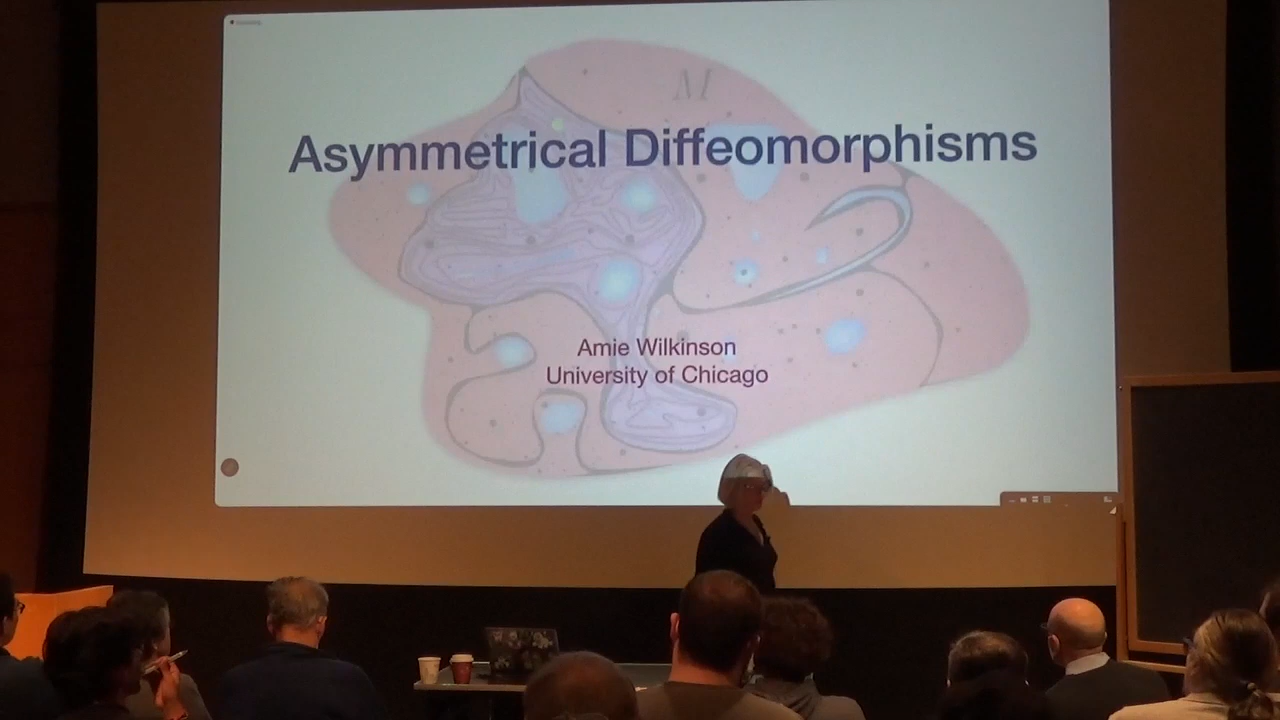 M
Asymmetrical Diffeomorphisms
Amie Wilkinson
University of Chicago